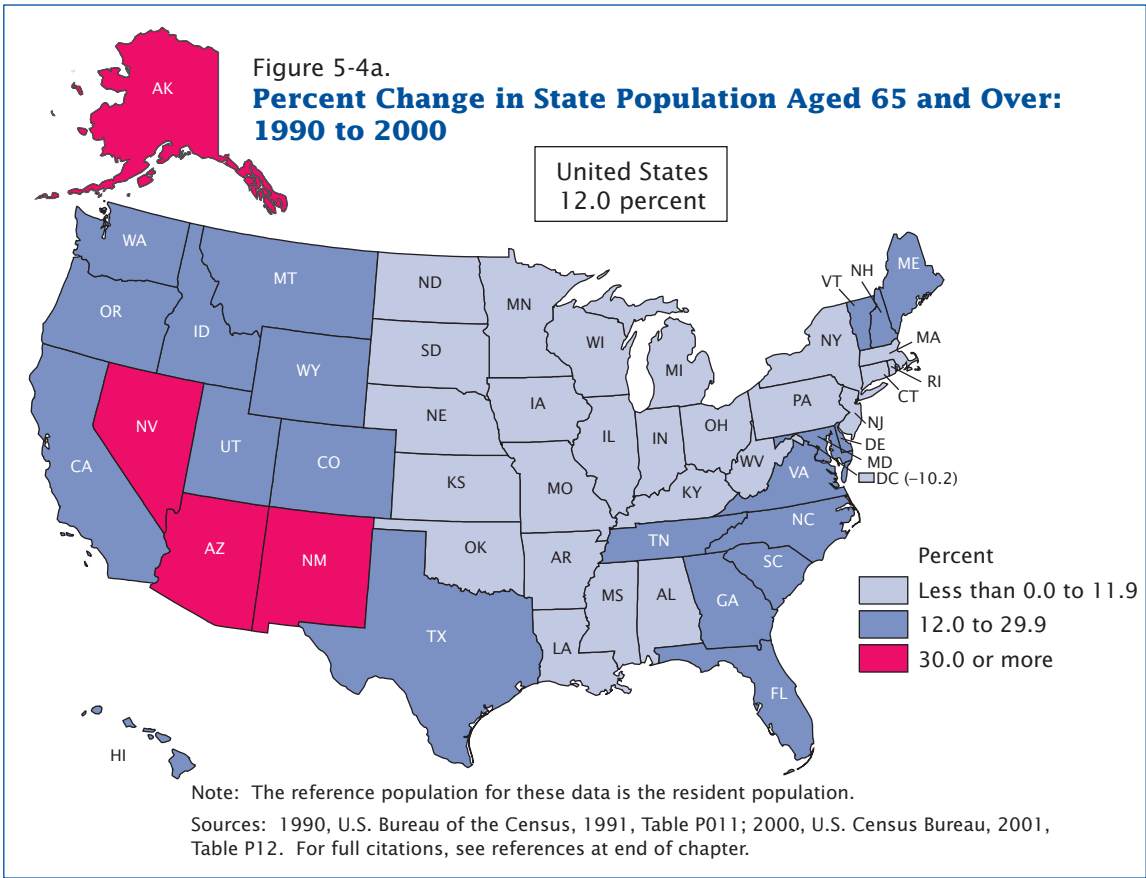 Figure 5-4a.
Percent Change in State Population Aged 65 and Over:
1990 to 2000
United States
12.0 percent
AK
WA
MT
ND
MN
OR
ID
WY
SD
WI
MI
NY
VT
NH
ME
MA
RI
CT
NJ
DE
MD
DC (–10.2)
NV
UT
CO
NE
IA
IL
IN
OH
PA
WV
VA
CA
KS
MO
KY
NC
AZ
NM
OK
AR
TN
SC
TX
LA
MS
AL
GA
FL
HI
Percent
Less than 0.0 to 11.9
12.0 to 29.9
30.0 or more
Note: The reference population for these data is the resident population.
Sources: 1990, U.S. Bureau of the Census, 1991, Table P011; 2000, U.S. Census Bureau, 2001,
Table P12. For full citations, see references at end of chapter.